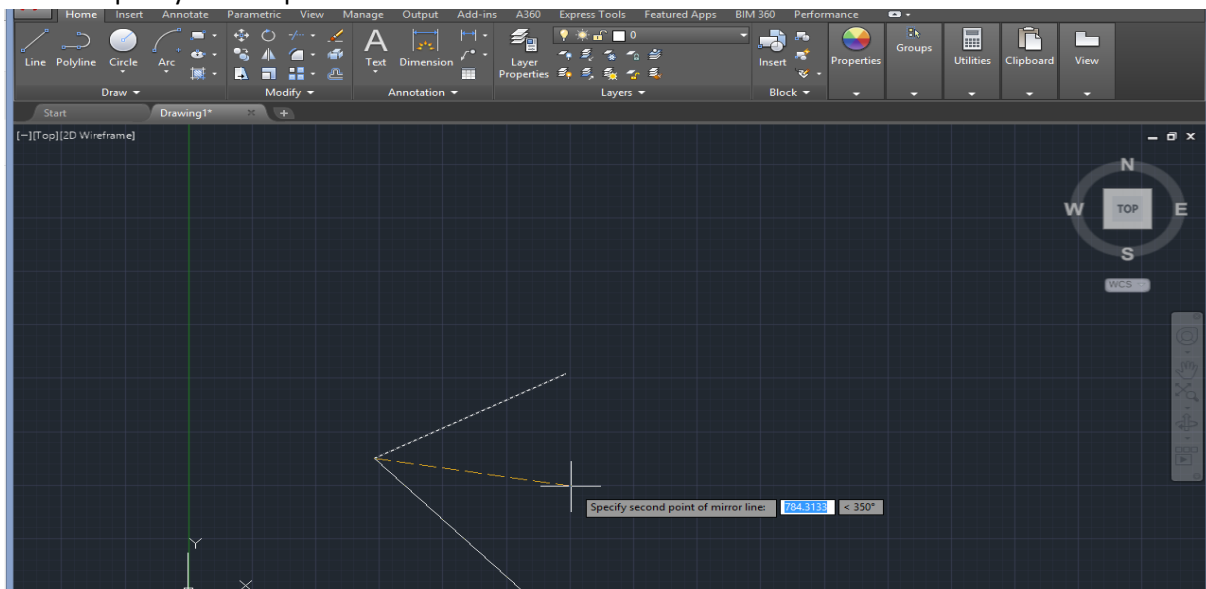 Home Insert Annotate Parametric View Manage Output Add-ins A360 Express Tools Featured Apps BIM 360 Performance
0
Line Polyline Circle Arc Text Dimension Layer Properties Insert Properties Groups Utilities Clipboard View
Draw Modify Annotation Layers Block
Start Drawing1*
[−][Top][2D Wireframe]
N
W TOP E
S
WCS
Specify second point of mirror line: 784.3133 < 350°
Y
X